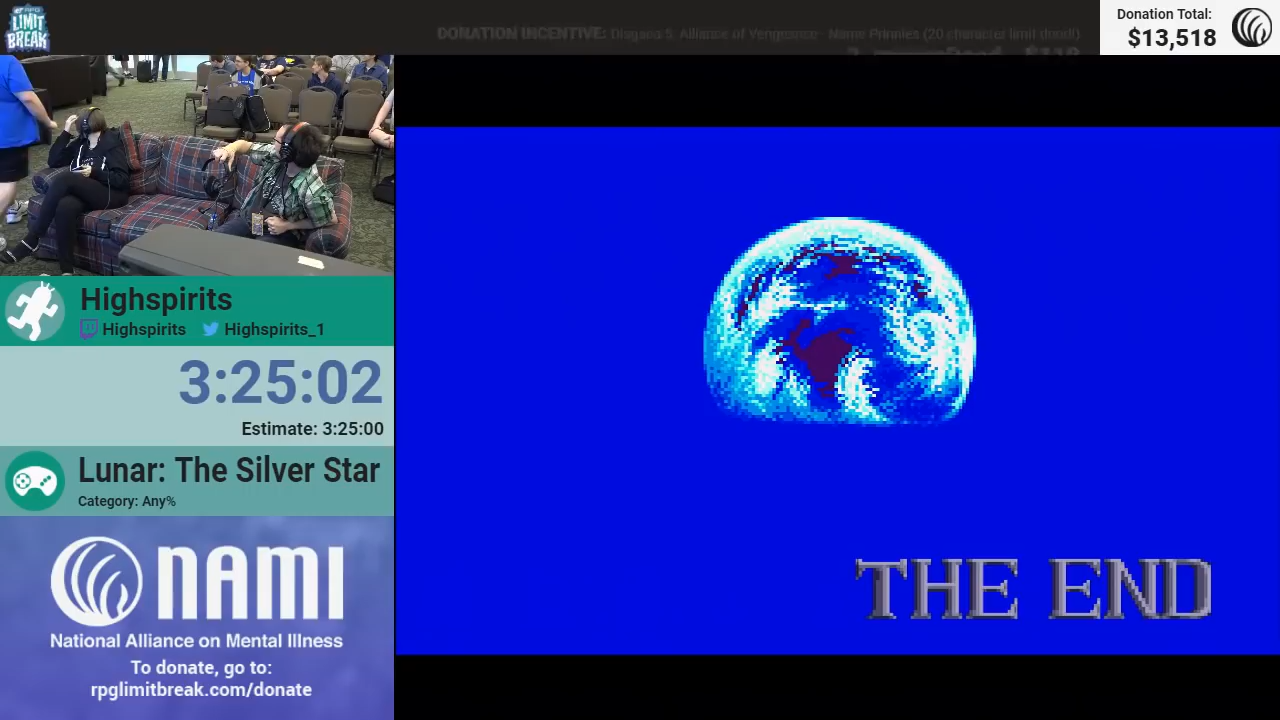 RPG
LIMIT
BREAK
DONATION INCENTIVE: Disgaea 5: Alliance of Vengeance - Name Prinnies (20 character limit dond!)
Donation Total:
$13,518
Highspirits
Highspirits
Highspirits_1
3:25:02
Estimate: 3:25:00
Lunar: The Silver Star
Category: Any%
NAMI
National Alliance on Mental Illness
To donate, go to:
rpglimitbreak.com/donate
THE END